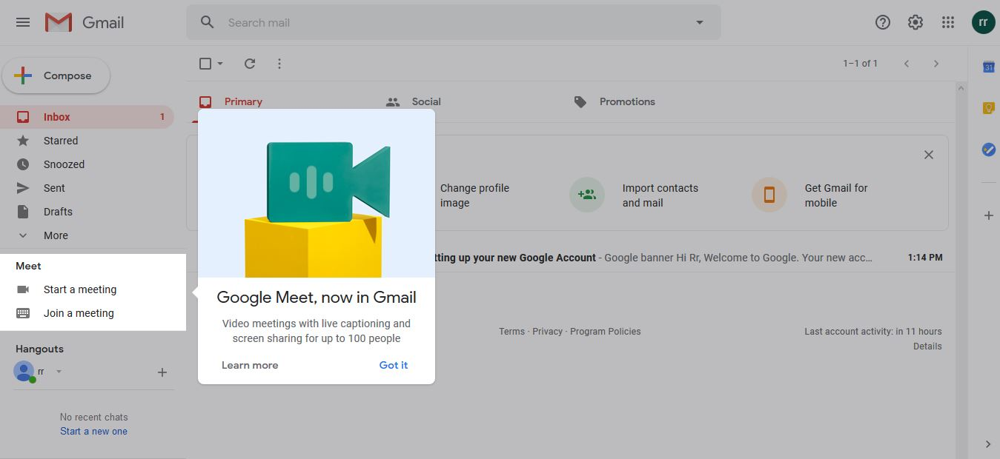 Gmail
Search mail
rr
Compose
1–1 of 1
31
Primary
Social
Promotions
Inbox 1
Starred
Snoozed
Sent
Drafts
More
Change profile
image
Import contacts
and mail
Get Gmail for
mobile
up your new Google Account - Google banner Hi Rr, Welcome to Google. Your new acc... 1:14 PM
Meet
Start a meeting
Join a meeting
Google Meet, now in Gmail
Video meetings with live captioning and
screen sharing for up to 100 people
Learn more
Got it
Terms · Privacy · Program Policies
Last account activity: in 11 hours
Details
Hangouts
rr
No recent chats
Start a new one